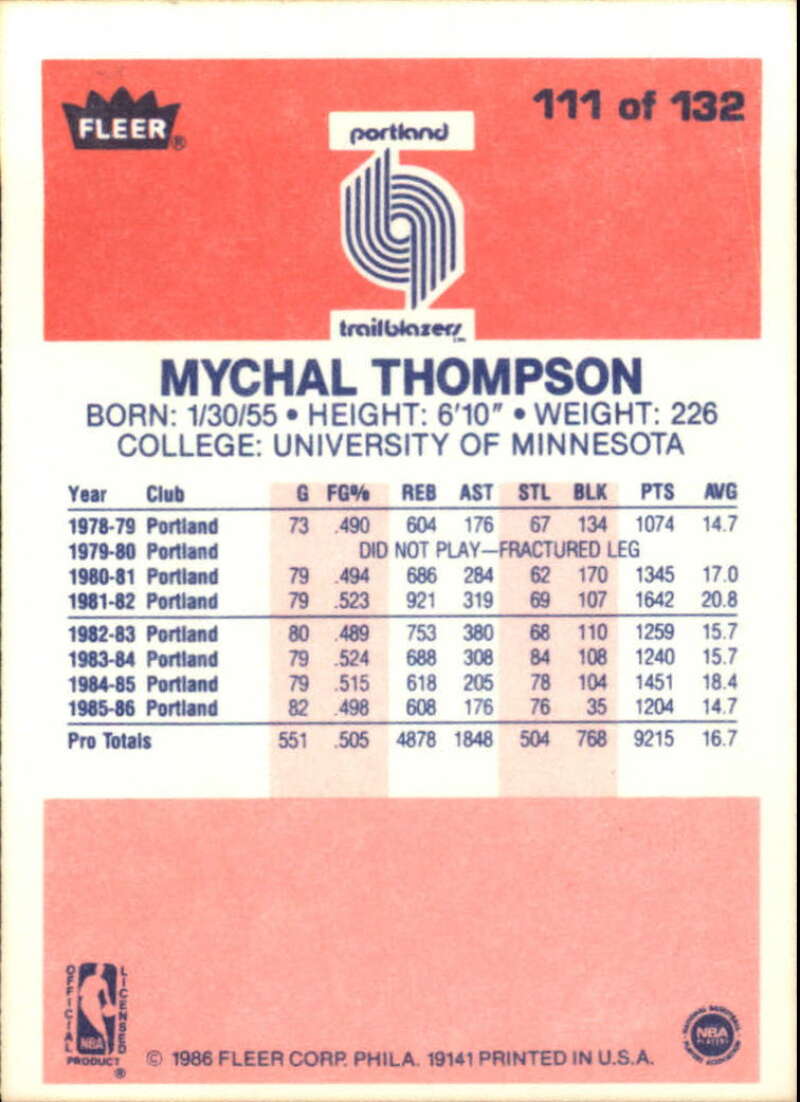 FLEER®
111 of 132
portland
trailblazers
MYCHAL THOMPSON
BORN: 1/30/55 • HEIGHT: 6'10" • WEIGHT: 226
COLLEGE: UNIVERSITY OF MINNESOTA
Year Club G FG% REB AST STL BLK PTS AVG
1978-79 Portland 73 .490 604 176 67 134 1074 14.7
1979-80 Portland DID NOT PLAY—FRACTURED LEG
1980-81 Portland 79 .494 686 284 62 170 1345 17.0
1981-82 Portland 79 .523 921 319 69 107 1642 20.8
1982-83 Portland 80 .489 753 380 68 110 1259 15.7
1983-84 Portland 79 .524 688 308 84 108 1240 15.7
1984-85 Portland 79 .515 618 205 78 104 1451 18.4
1985-86 Portland 82 .498 608 176 76 35 1204 14.7
Pro Totals 551 .505 4878 1848 504 768 9215 16.7
OFFICIAL
LICENSED
NBA
PRODUCT
®
© 1986 FLEER CORP. PHILA. 19141 PRINTED IN U.S.A.
NATIONAL BASKETBALL
NBA
PLAYERS
PLAYERS ASSOCIATION